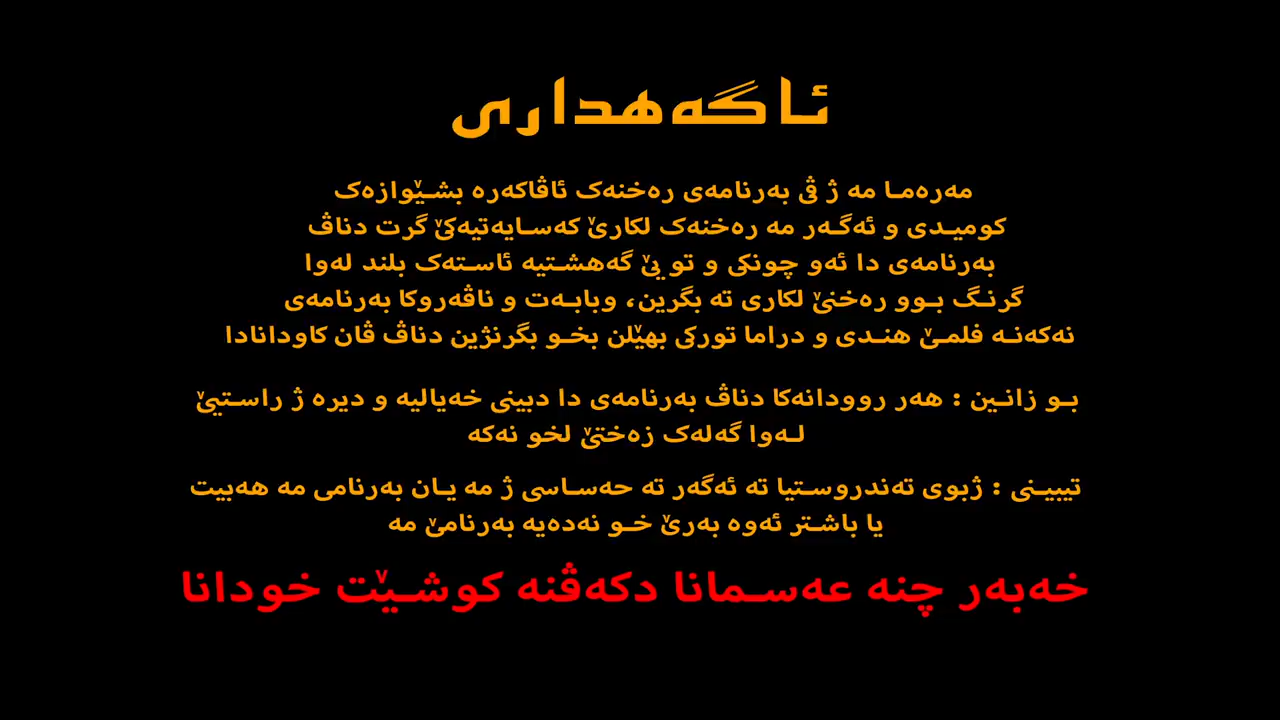 ئاگەهداری
مەرەما مە ژ ڤی بەرنامەی رەخنەک ئاڤاکەرە بشێوازەک
کومیدی و ئەگەر مە رەخنەک لکارێ کەسایەتیەکێ گرت دناڤ
بەرنامەی دا ئەو چونکی و تو یێ گەهشتیە ئاستەک بلند لەوا
گرنگ بوو رەخنێ لکاری تە بگرین، وبابەت و ناڤەروکا بەرنامەی
نەکەنە فلمێ هندی و دراما تورکی بهێلن بخو بگرنژین دناڤ ڤان کاودانادا
بو زانین : هەر روودانەکا دناڤ بەرنامەی دا دبینی خەیالیە و دیرە ژ راستیێ
لەوا گەلەک زەختێ لخو نەکە
تیبینی : ژبوی تەندروستیا تە ئەگەر تە حەساسی ژ مە یان بەرنامی مە هەبیت
یا باشتر ئەوە بەرێ خو نەدەیە بەرنامێ مە
خەبەر چنە عەسمانا دکەڤنە کوشێت خودانا